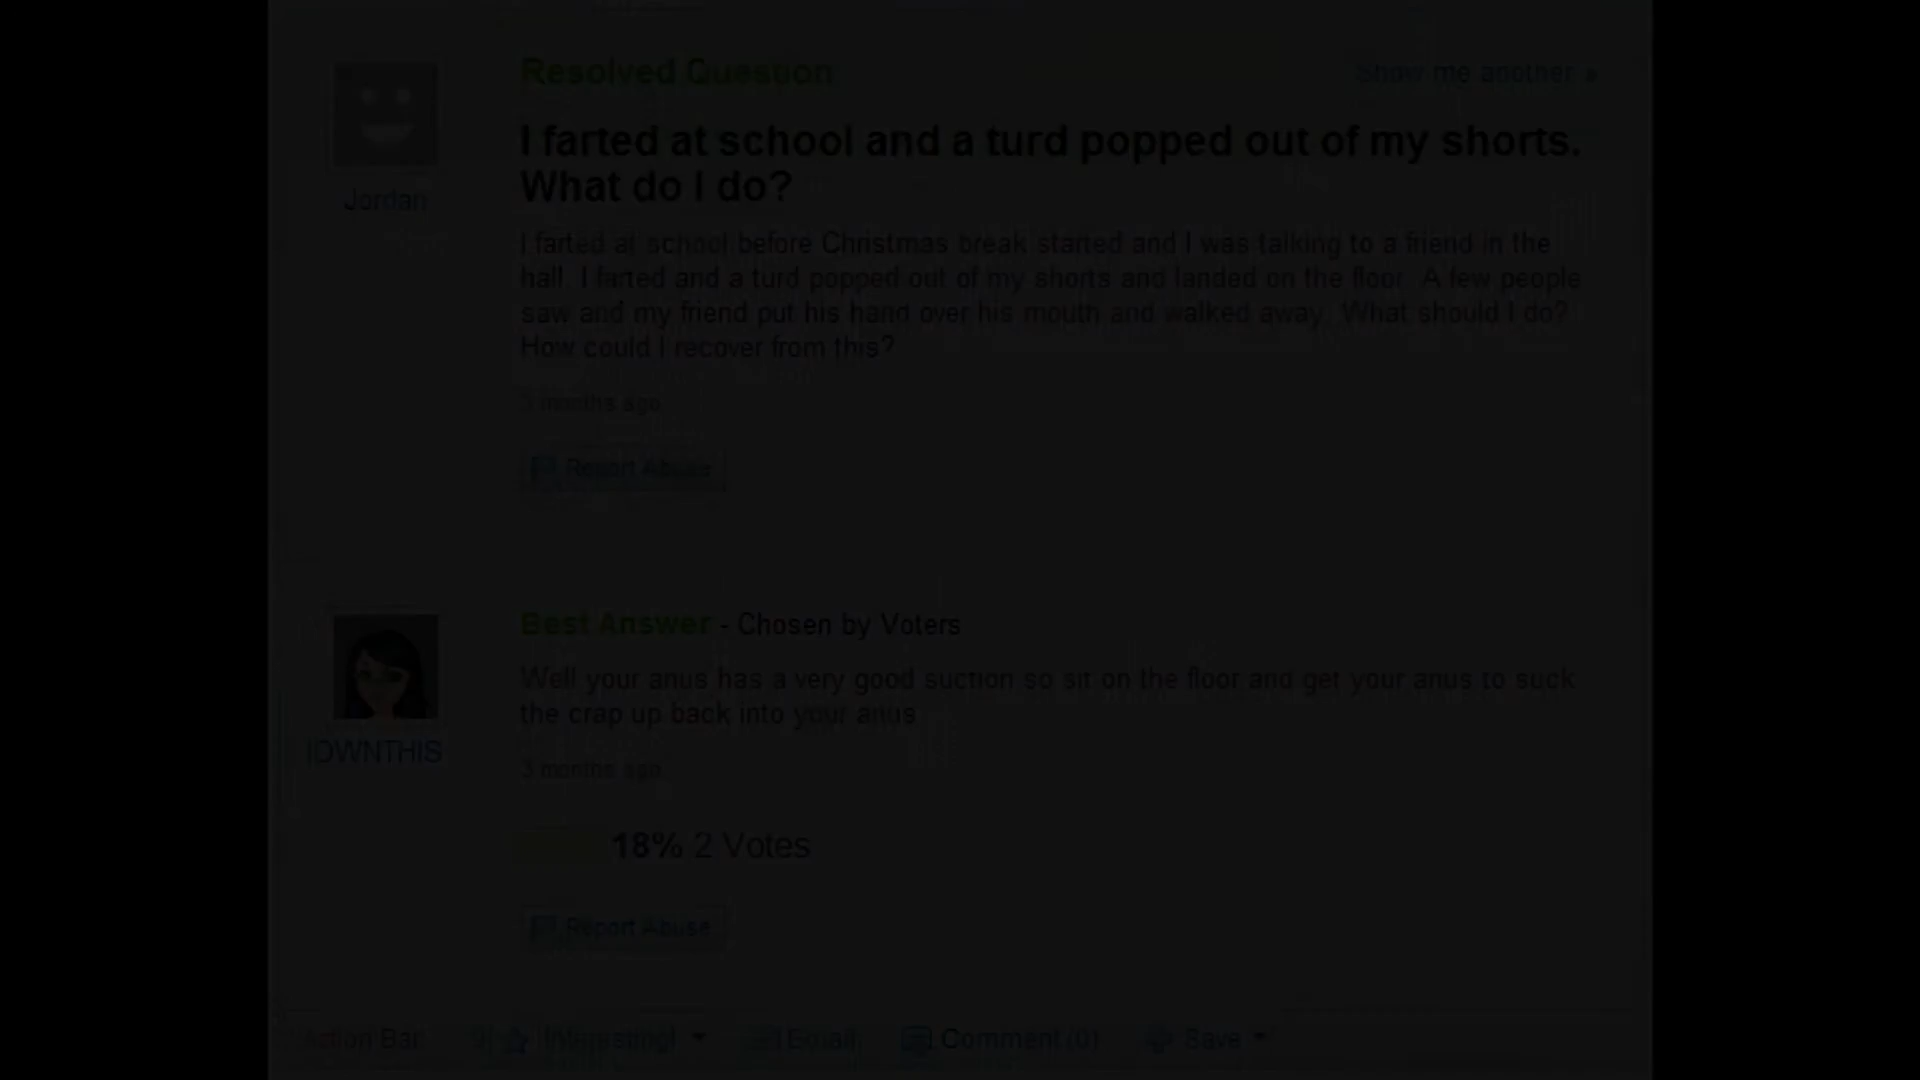 Resolved Question
Show me another »
I farted at school and a turd popped out of my shorts.
What do I do?
Jordan
I farted at school before Christmas break started and I was talking to a friend in the
hall. I farted and a turd popped out of my shorts and landed on the floor. A few people
saw and my friend put his hand over his mouth and walked away. What should I do?
How could I recover from this?
3 months ago
Report Abuse
Best Answer - Chosen by Voters
Well your anus has a very good suction so sit on the floor and get your anus to suck
the crap up back into your anus
IOWNTHIS
3 months ago
18% 2 Votes
Report Abuse
Action Bar Interesting! Email Comment (0) Save